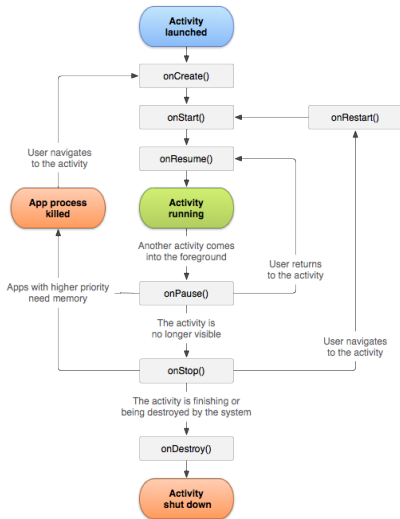 Activity
launched
onCreate()
onStart()
onRestart()
User navigates
to the activity
onResume()
App process
killed
Activity
running
Another activity comes
into the foreground
User returns
to the activity
Apps with higher priority
need memory
onPause()
The activity is
no longer visible
User navigates
to the activity
onStop()
The activity is finishing or
being destroyed by the system
onDestroy()
Activity
shut down